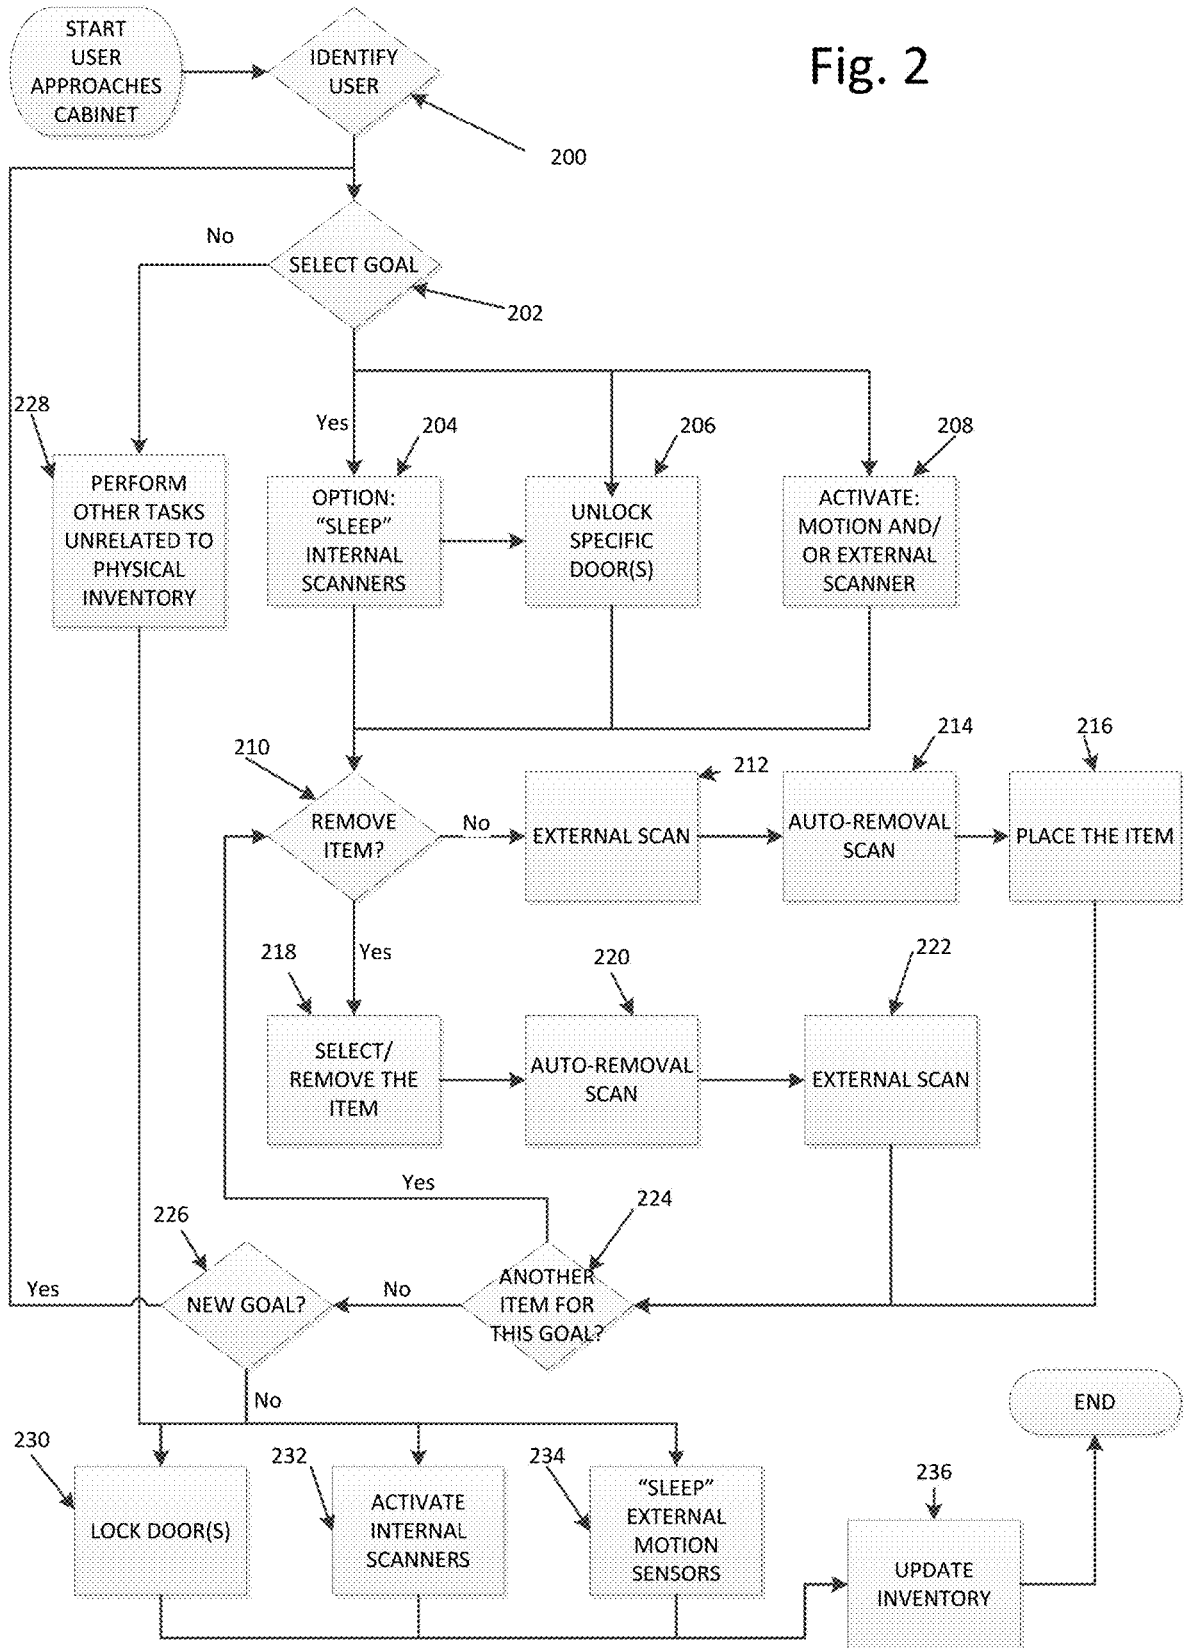 START
USER
APPROACHES
CABINET
IDENTIFY
USER
Fig. 2
200
No
SELECT GOAL
202
228
Yes
204
206
208
PERFORM
OTHER TASKS
UNRELATED TO
PHYSICAL
INVENTORY
OPTION:
“SLEEP”
INTERNAL
SCANNERS
UNLOCK
SPECIFIC
DOOR(S)
ACTIVATE:
MOTION AND/
OR EXTERNAL
SCANNER
210
212
214
216
REMOVE
ITEM?
No
EXTERNAL SCAN
AUTO-REMOVAL
SCAN
PLACE THE ITEM
218
Yes
220
222
SELECT/
REMOVE THE
ITEM
AUTO-REMOVAL
SCAN
EXTERNAL SCAN
Yes
224
226
Yes
NEW GOAL?
No
ANOTHER
ITEM FOR
THIS GOAL?
No
END
230
232
234
236
LOCK DOOR(S)
ACTIVATE
INTERNAL
SCANNERS
“SLEEP”
EXTERNAL
MOTION
SENSORS
UPDATE
INVENTORY